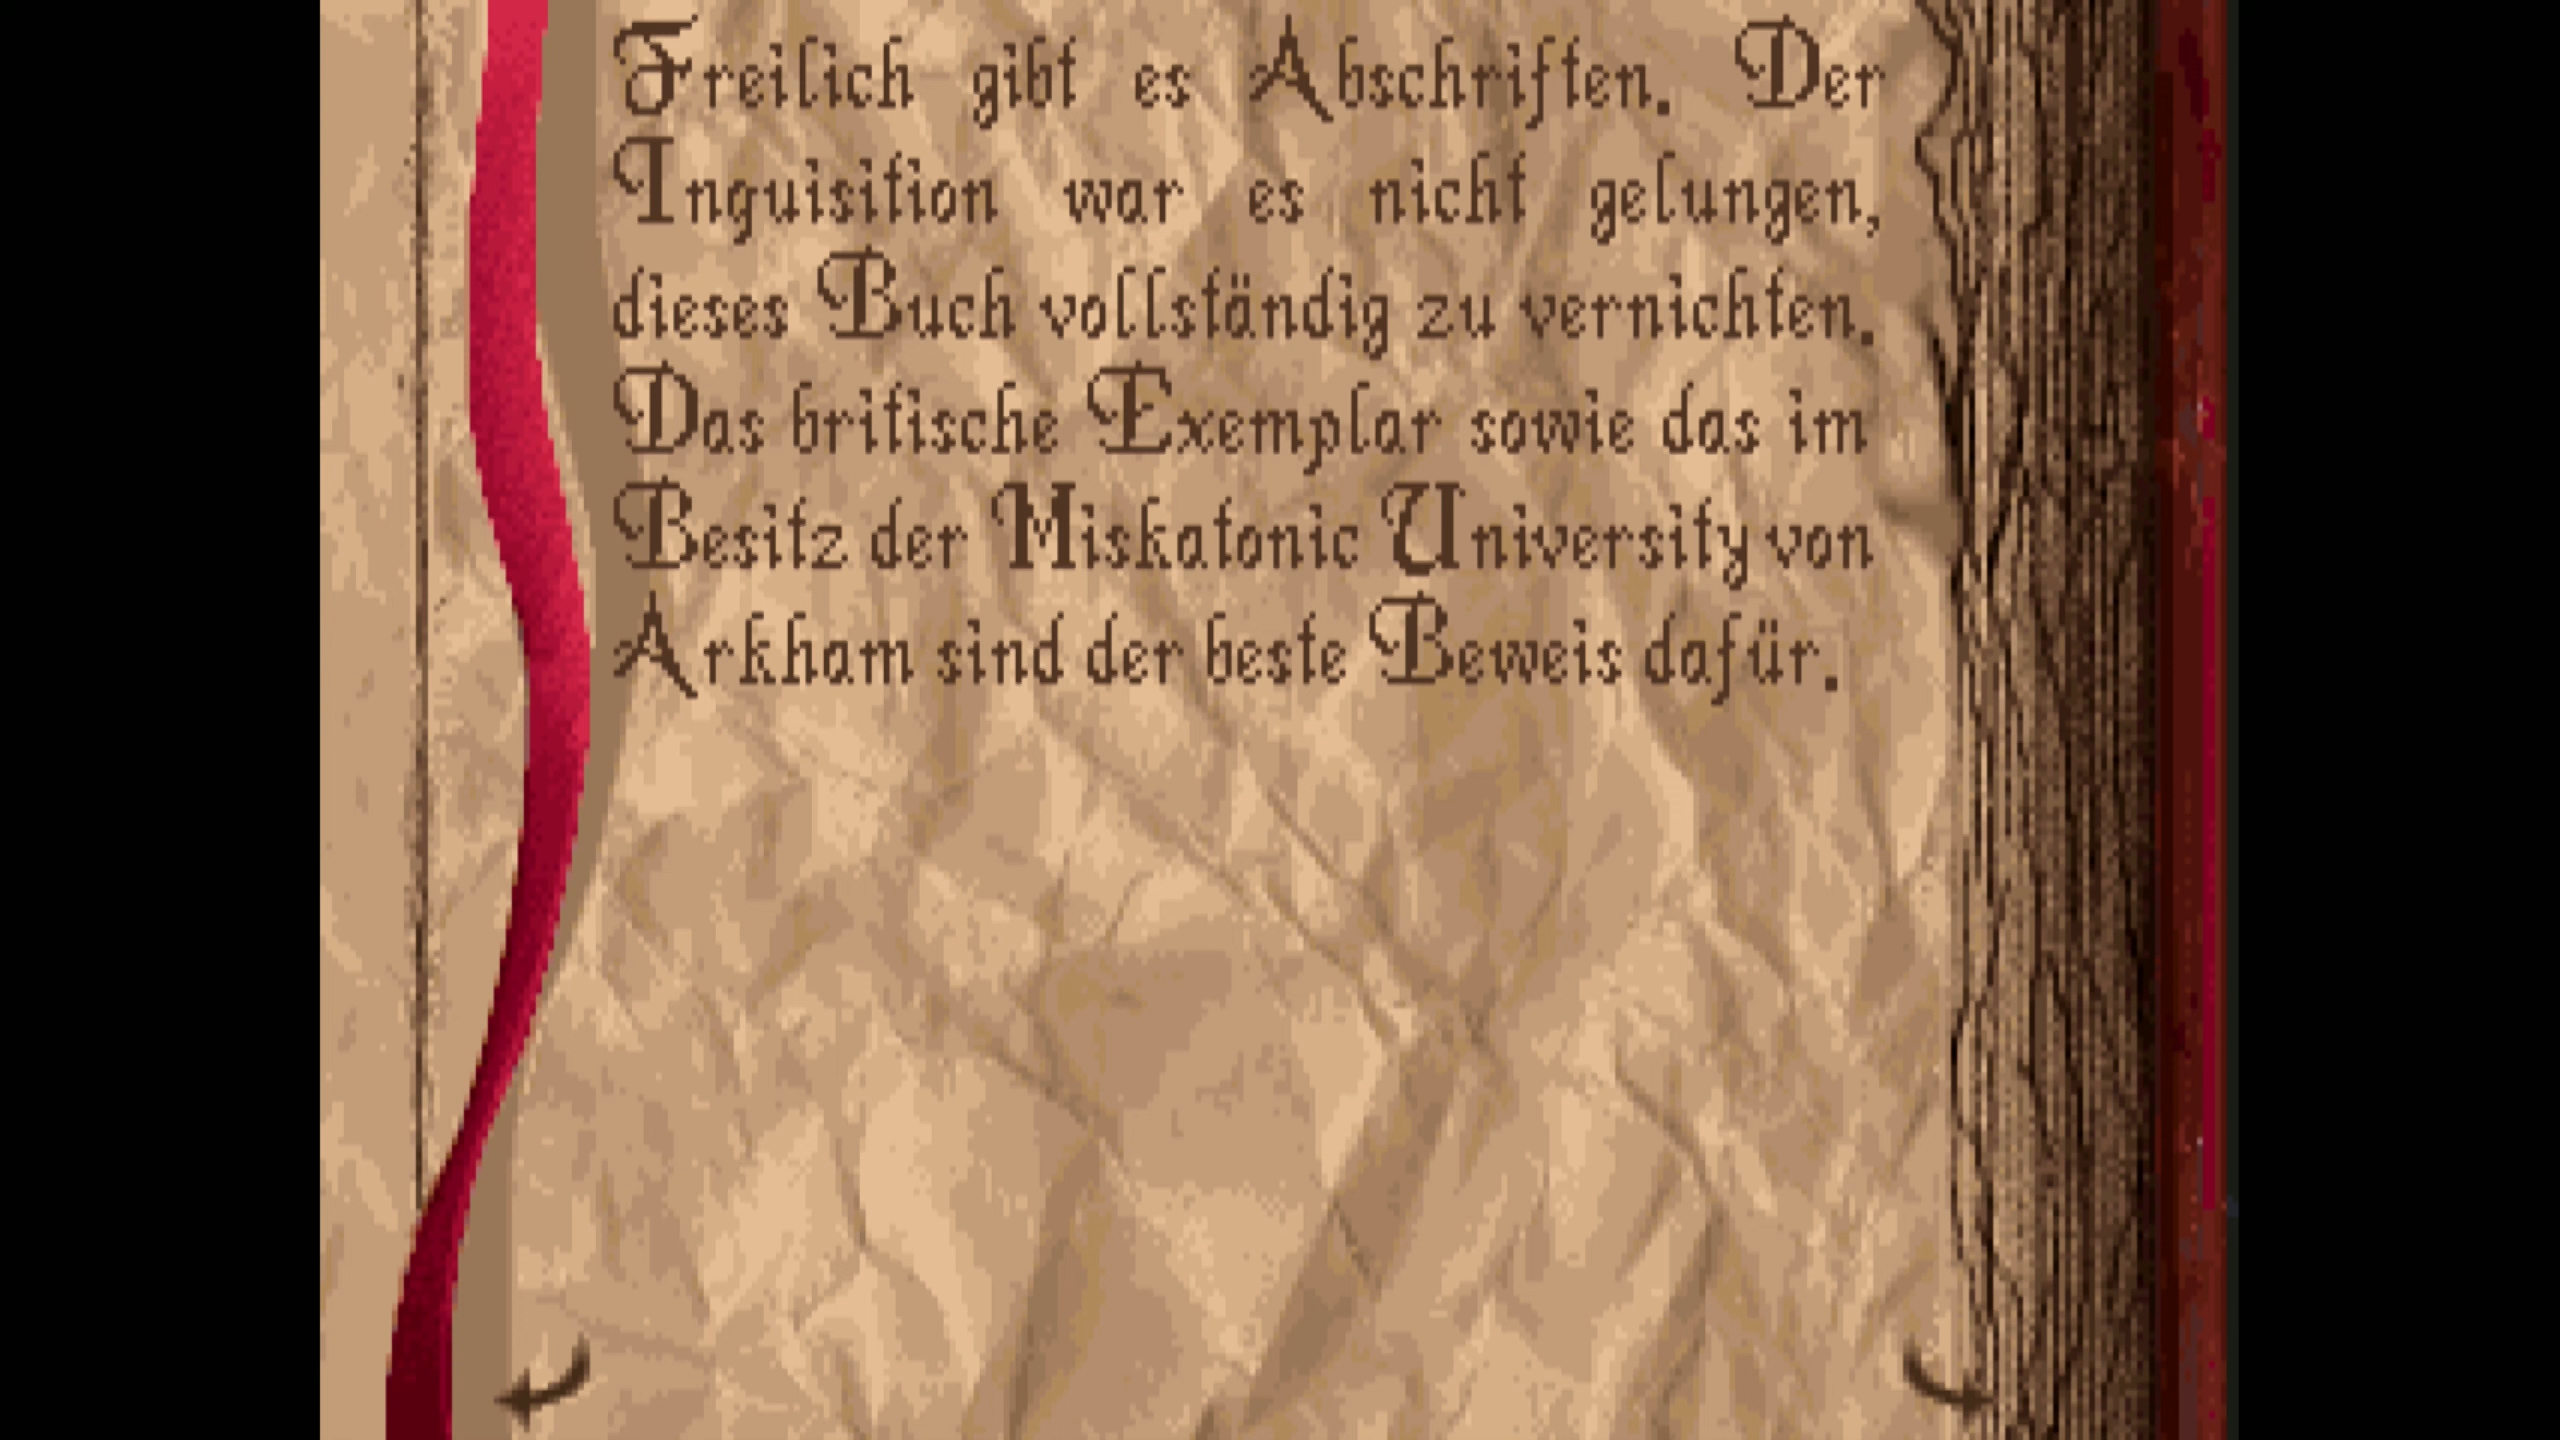 Freilich gibt es Abschriften. Der
Inguisition war es nicht gelungen,
dieses Buch vollständig zu vernichten.
Das britische Exemplar sowie das im
Besitz der Miskatonic University von
Arkham sind der beste Beweis dafür.